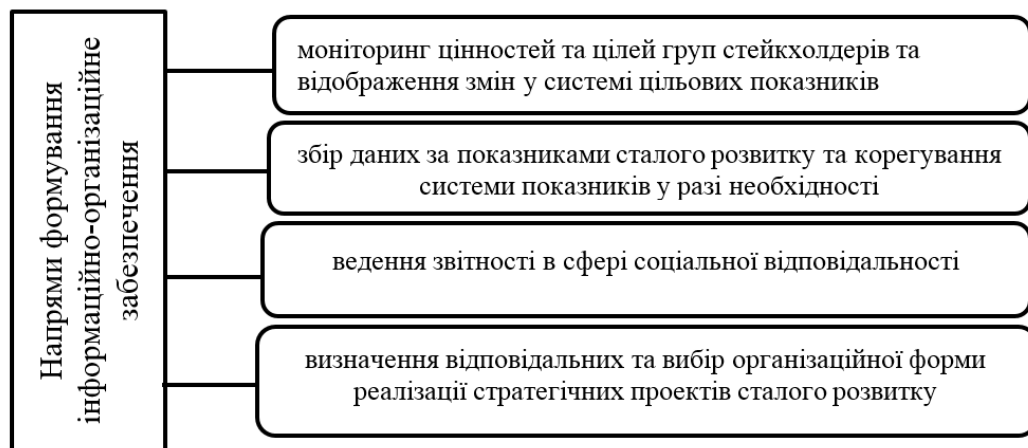 Напрями формування
інформаційно-організаційне
забезпечення
моніторинг цінностей та цілей груп стейкхолдерів та
відображення змін у системі цільових показників
збір даних за показниками сталого розвитку та корегування
системи показників у разі необхідності
ведення звітності в сфері соціальної відповідальності
визначення відповідальних та вибір організаційної форми
реалізації стратегічних проектів сталого розвитку